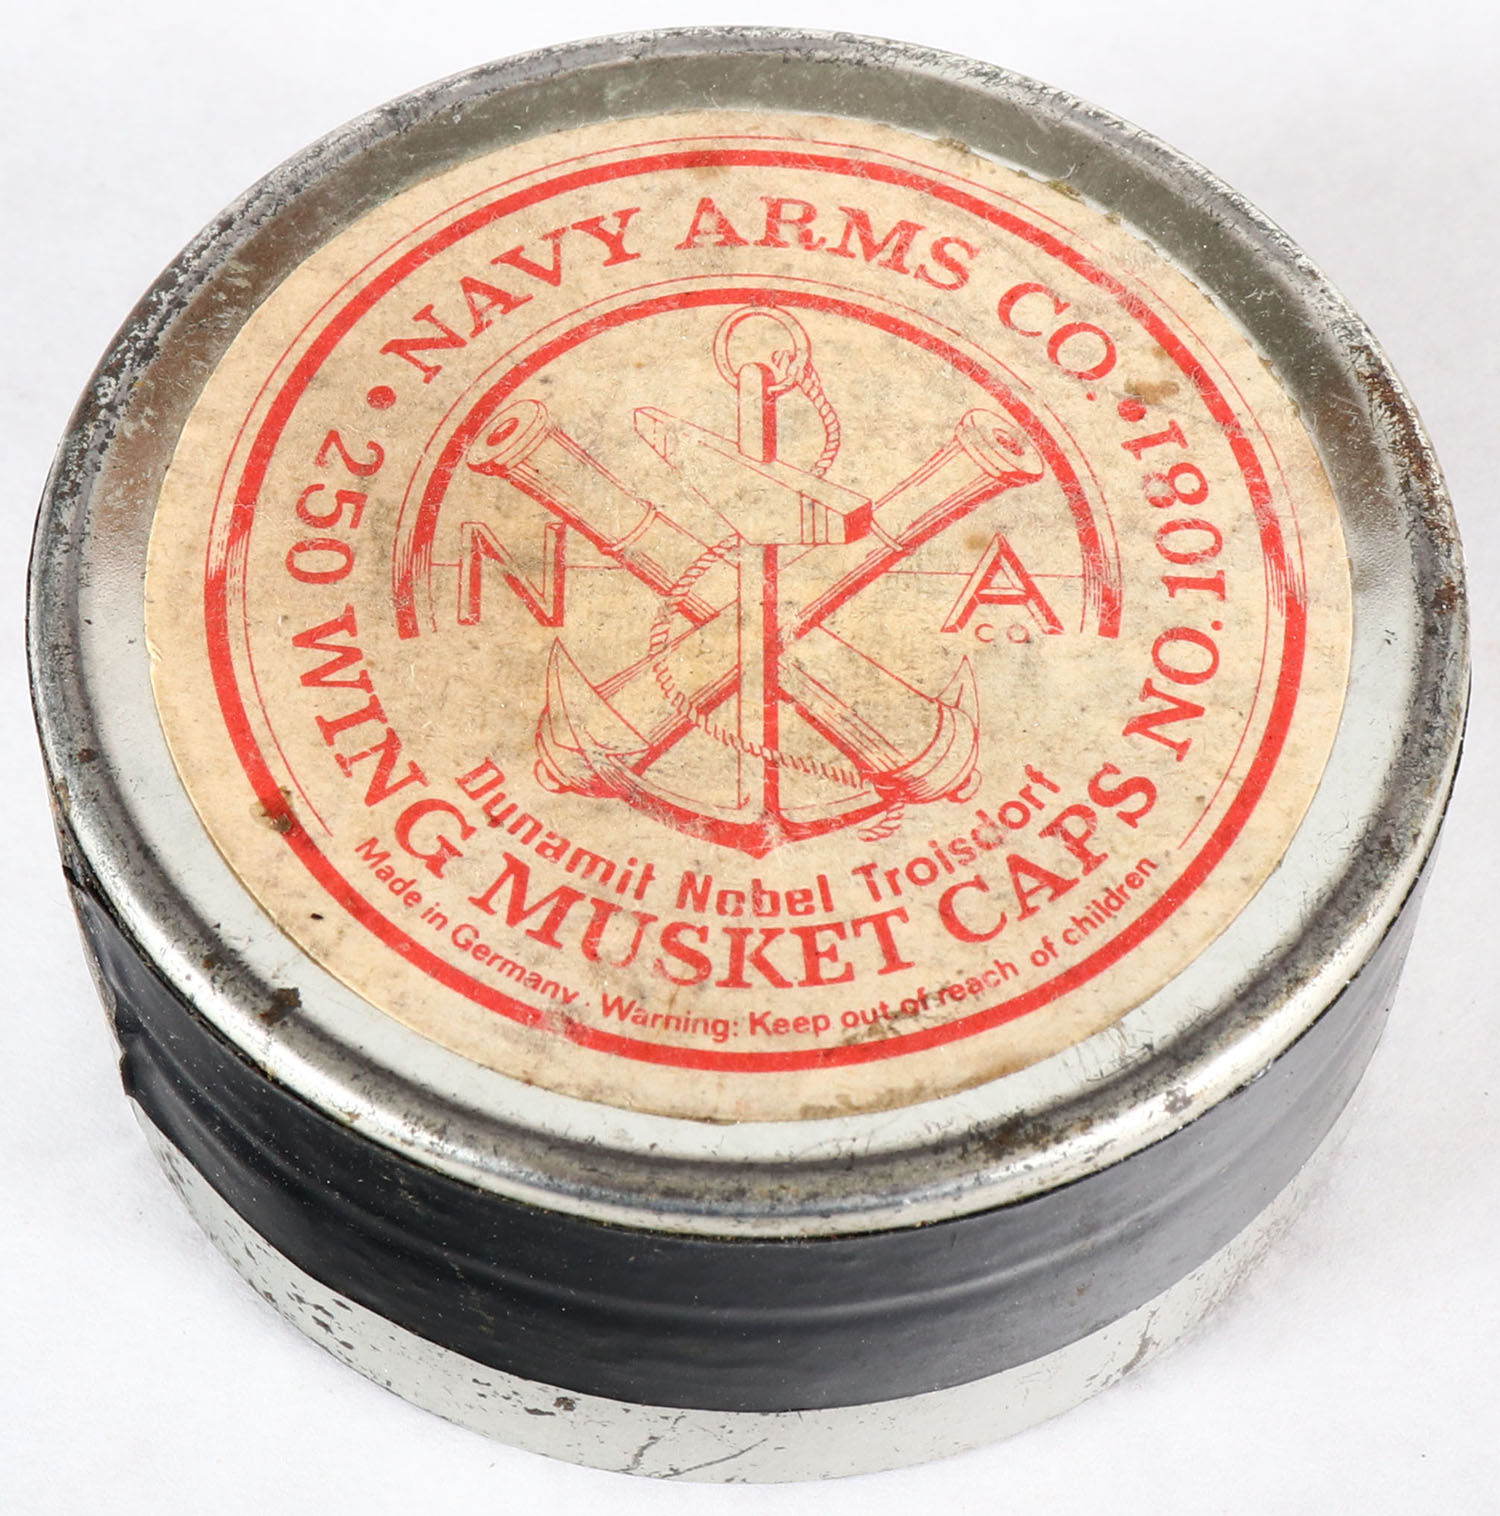 • NAVY ARMS CO. •
250 WING MUSKET CAPS NO. 1081
N A
CO
Dynamit Nobel Troisdorf
Made in Germany . Warning: Keep out of reach of children